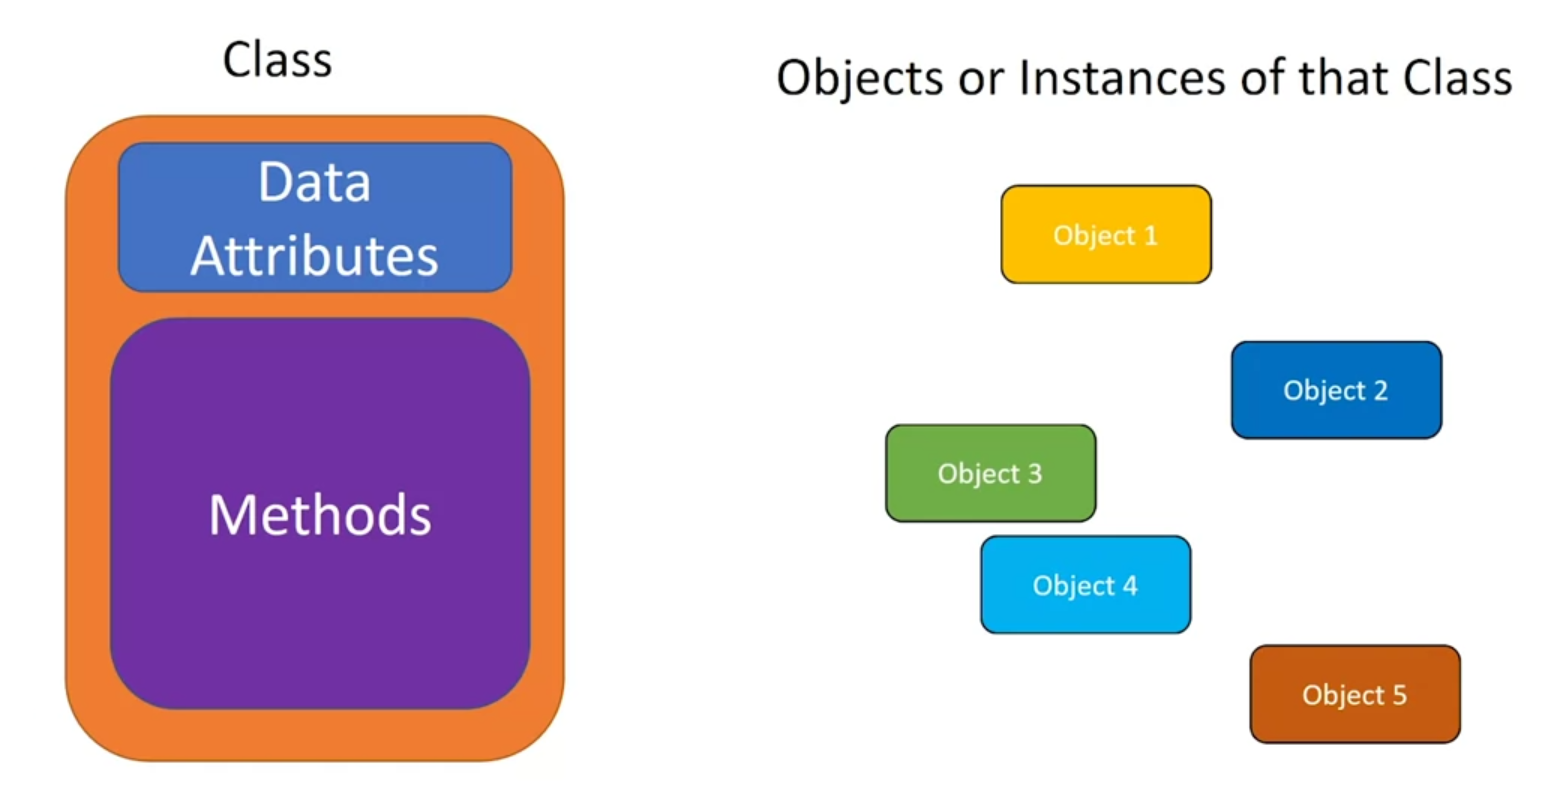 Class
Data
Attributes
Methods
Objects or Instances of that Class
Object 1
Object 2
Object 3
Object 4
Object 5